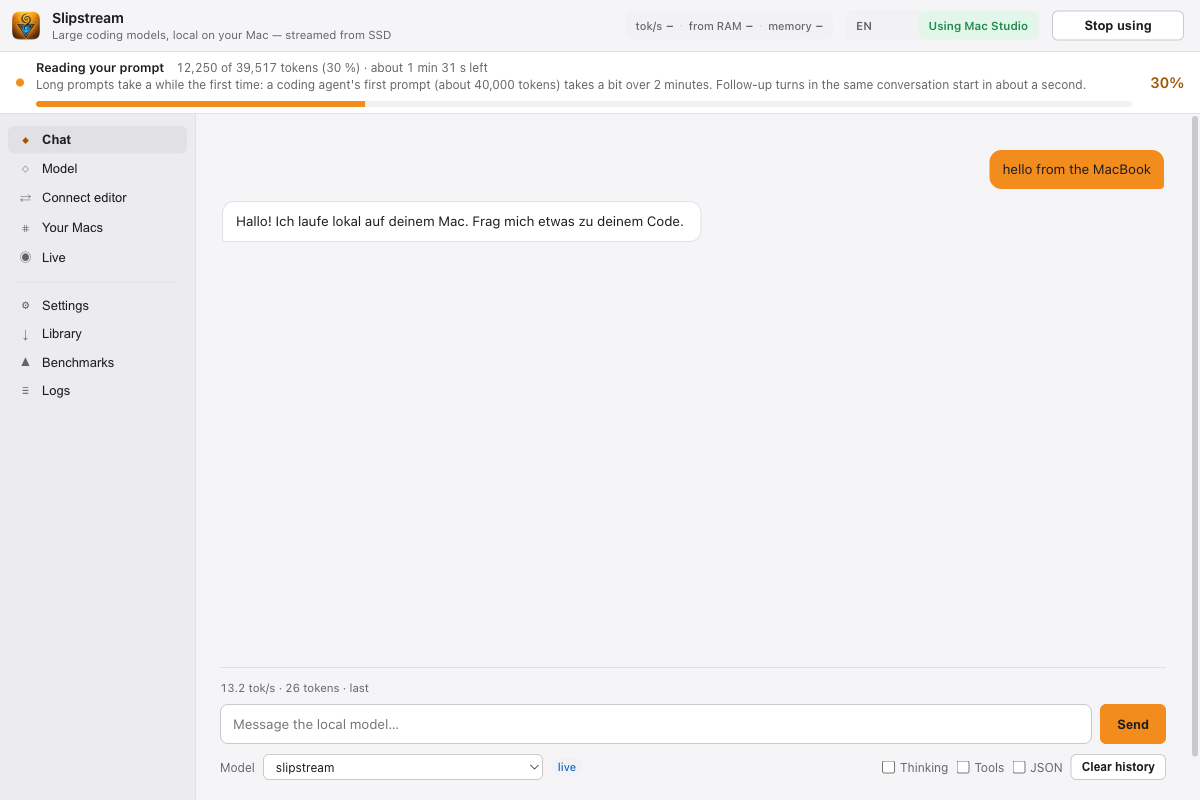 Slipstream
Large coding models, local on your Mac — streamed from SSD
tok/s – · from RAM – · memory –
EN
Using Mac Studio
Stop using
Reading your prompt 12,250 of 39,517 tokens (30 %) · about 1 min 31 s left
Long prompts take a while the first time: a coding agent's first prompt (about 40,000 tokens) takes a bit over 2 minutes. Follow-up turns in the same conversation start in about a second.
30%
Chat
Model
Connect editor
Your Macs
Live
Settings
Library
Benchmarks
Logs
hello from the MacBook
Hallo! Ich laufe lokal auf deinem Mac. Frag mich etwas zu deinem Code.
13.2 tok/s · 26 tokens · last
Message the local model…
Send
Model slipstream live
Thinking Tools JSON Clear history